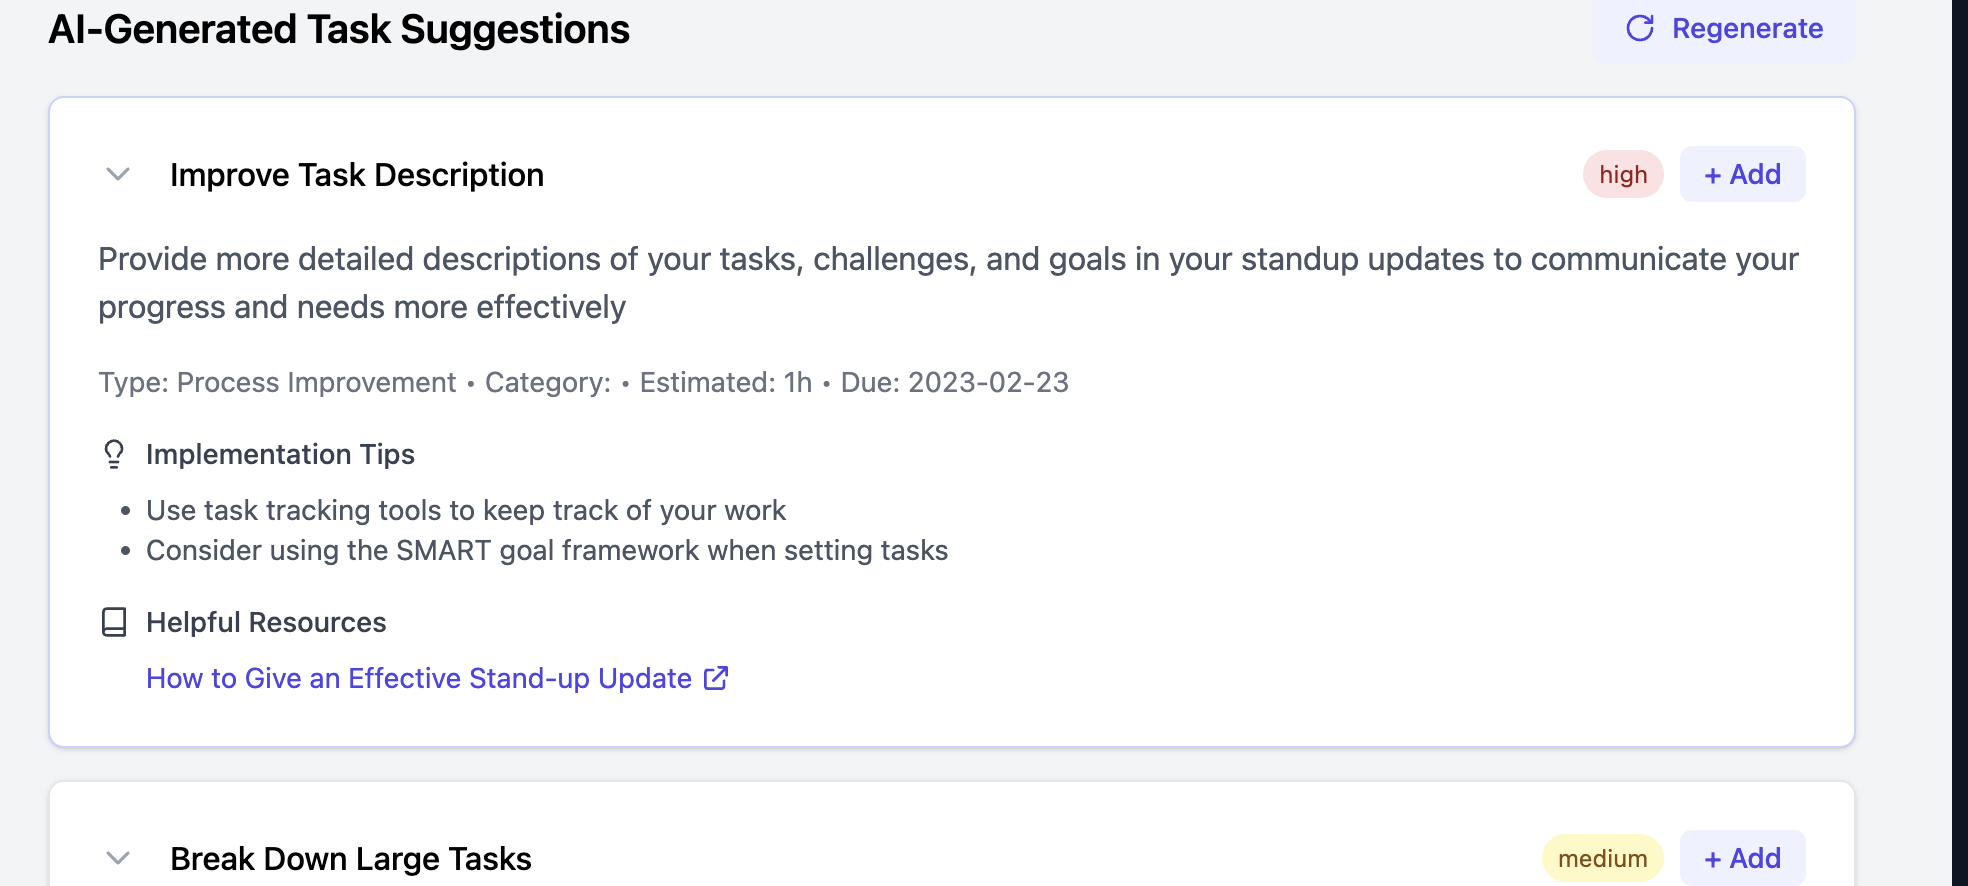 AI-Generated Task Suggestions
Regenerate
Improve Task Description
high
+ Add
Provide more detailed descriptions of your tasks, challenges, and goals in your standup updates to communicate your
progress and needs more effectively
Type: Process Improvement • Category: • Estimated: 1h • Due: 2023-02-23
Implementation Tips
• Use task tracking tools to keep track of your work
• Consider using the SMART goal framework when setting tasks
Helpful Resources
How to Give an Effective Stand-up Update
Break Down Large Tasks
medium
+ Add